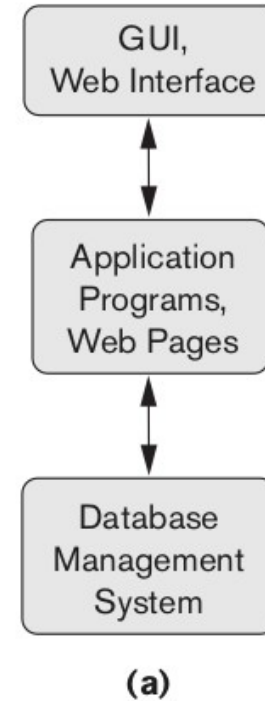 GUI,
Web Interface
Application
Programs,
Web Pages
Database
Management
System
(a)